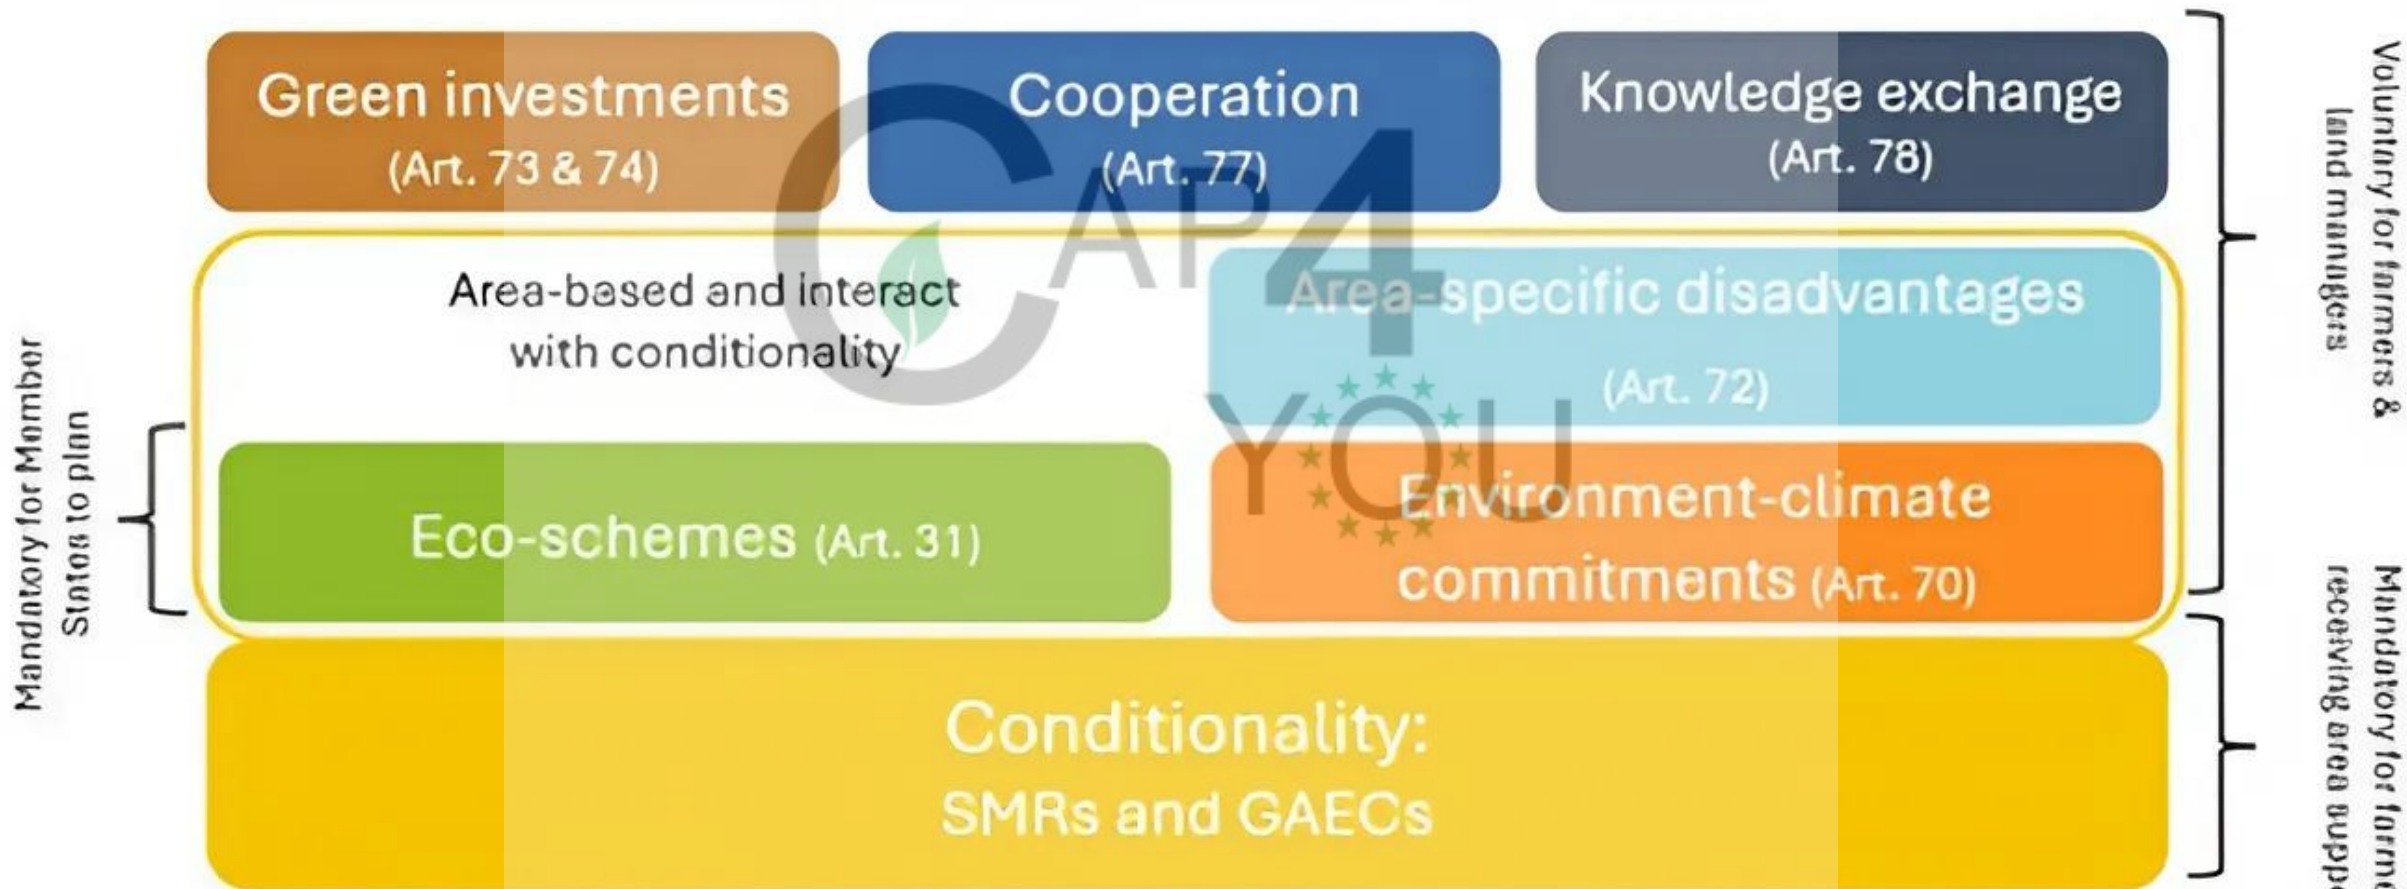 Green investments
(Art. 73 & 74)
Cooperation
(Art. 77)
Knowledge exchange
(Art. 78)
Area-based and interact
with conditionality
Area-specific disadvantages
(Art. 72)
Eco-schemes (Art. 31)
Environment-climate
commitments (Art. 70)
Conditionality:
SMRs and GAECs
Mandatory for Member
States to plan
Voluntary for farmers &
land managers
Mandatory for
receiving area
CAP4
YOU